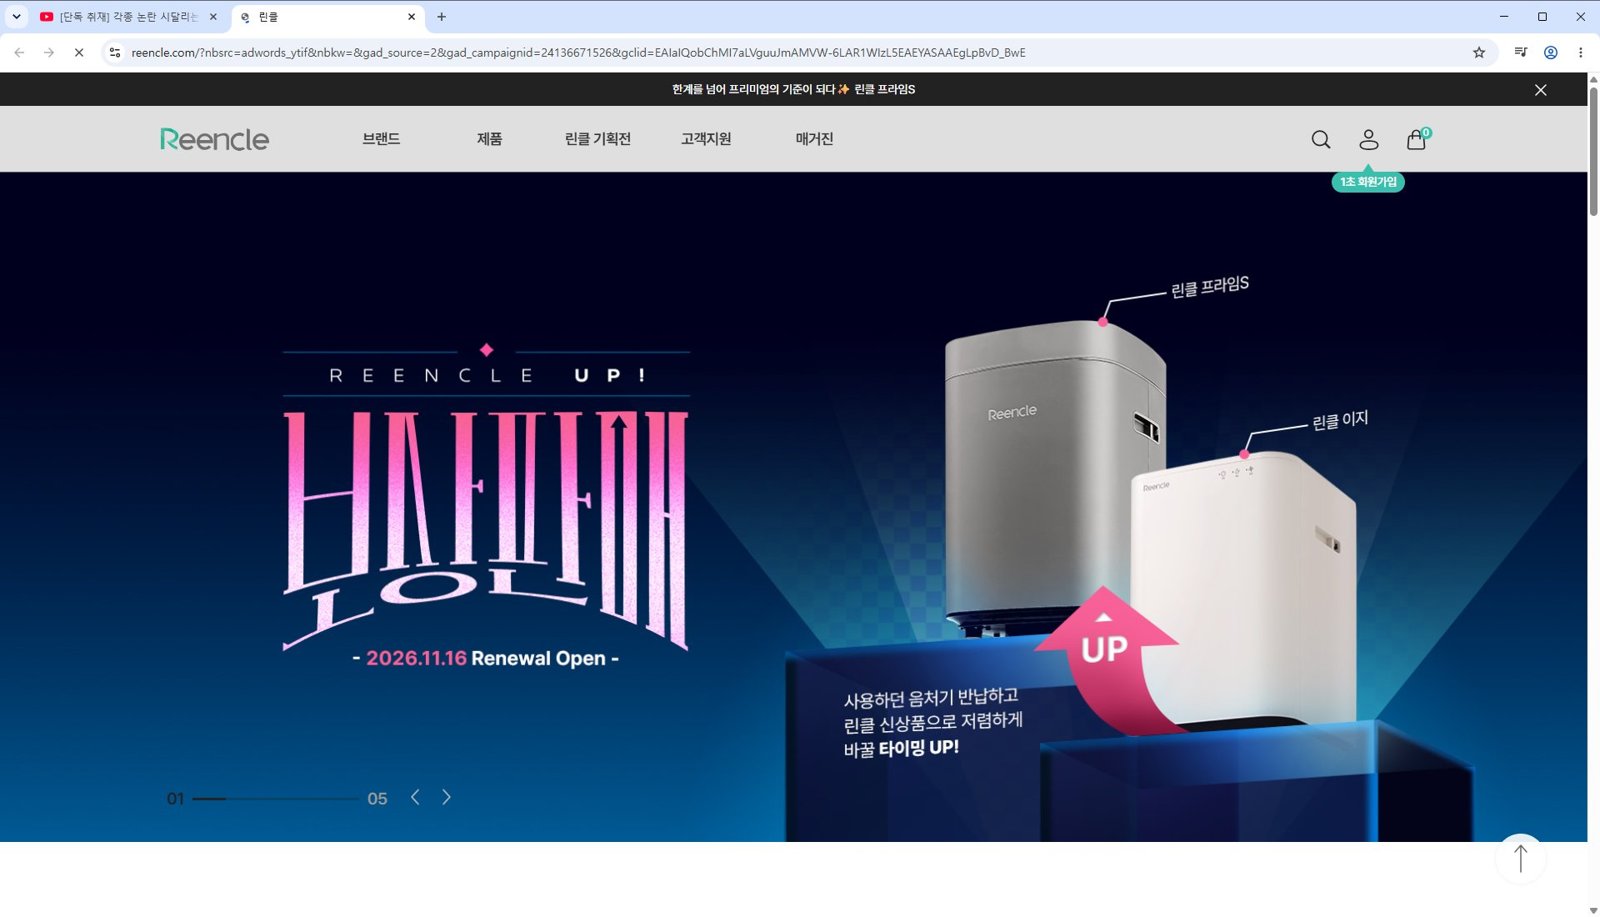 [단독 취재] 각종 논란 시달리는
린클
reencle.com/?nbsrc=adwords_ytif&nbkw=&gad_source=2&gad_campaignid=24136671526&gclid=EAIaIQobChMI7aLVguuJmAMVW-6LAR1WIzL5EAEYASAAEgLpBvD_BwE
한계를 넘어 프리미엄의 기준이 되다✨ 린클 프라임S
Reencle
브랜드
제품
린클 기획전
고객지원
매거진
0
1초 회원가입
REENCLE UP!
보상판매
- 2026.11.16 Renewal Open -
린클 프라임S
린클 이지
Reencle
Reencle
UP
사용하던 음처기 반납하고
린클 신상품으로 저렴하게
바꿀 타이밍 UP!
01
05